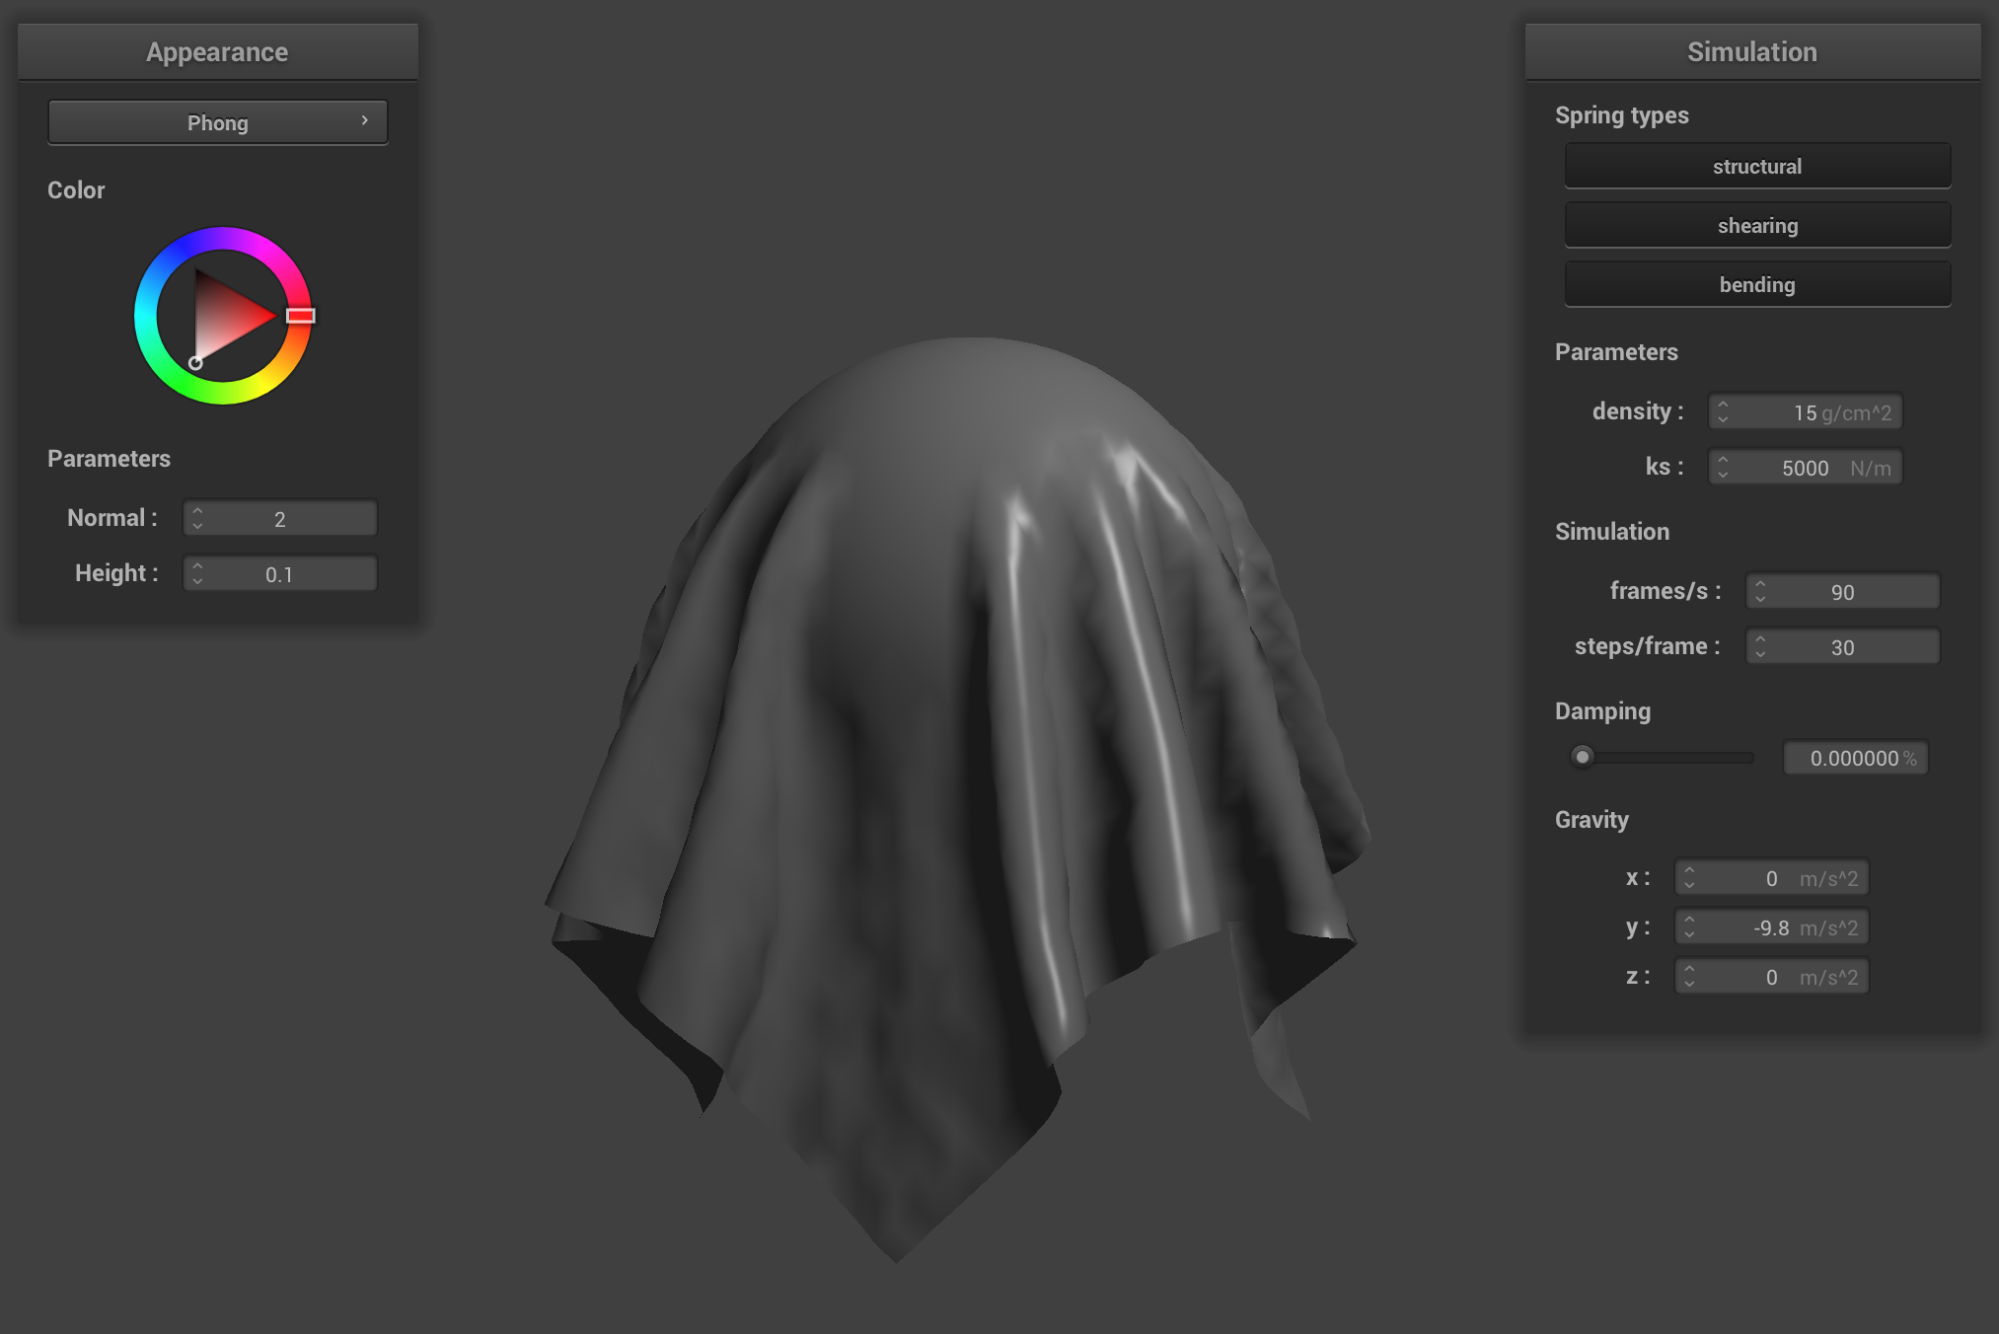 Appearance
Phong
Color
Parameters
Normal : 2
Height : 0.1
Simulation
Spring types
structural
shearing
bending
Parameters
density : 15 g/cm^2
ks : 5000 N/m
Simulation
frames/s : 90
steps/frame : 30
Damping
0.000000 %
Gravity
x : 0 m/s^2
y : -9.8 m/s^2
z : 0 m/s^2